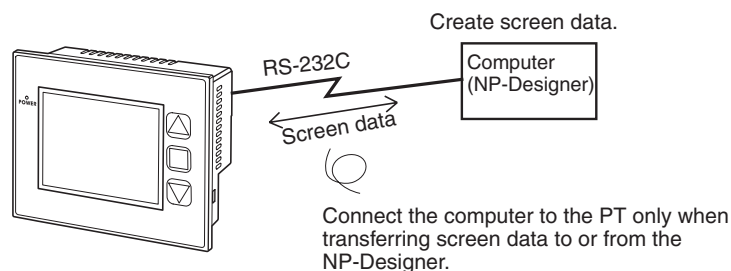 Create screen data.
RS-232C
Computer
(NP-Designer)
POWER
Screen data
Connect the computer to the PT only when
transferring screen data to or from the
NP-Designer.